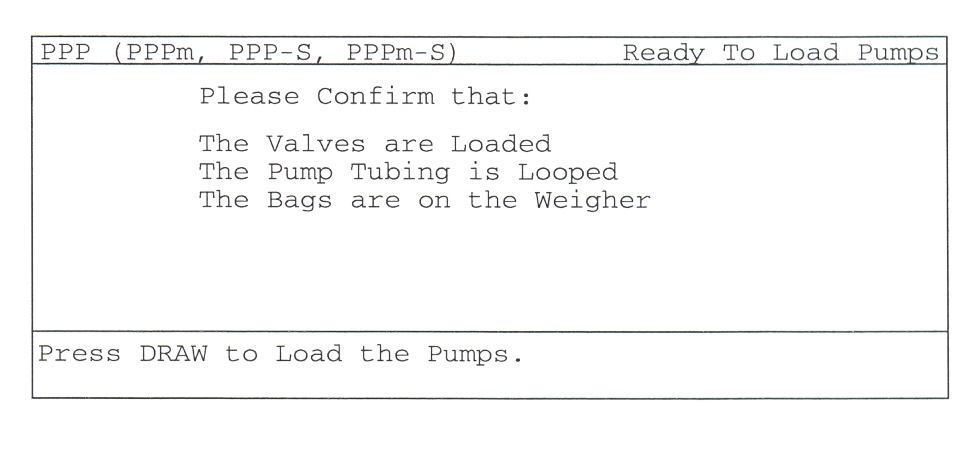 PPP (PPPm, PPP-S, PPPm-S) Ready To Load Pumps
Please Confirm that:
The Valves are Loaded
The Pump Tubing is Looped
The Bags are on the Weigher
Press DRAW to Load the Pumps.